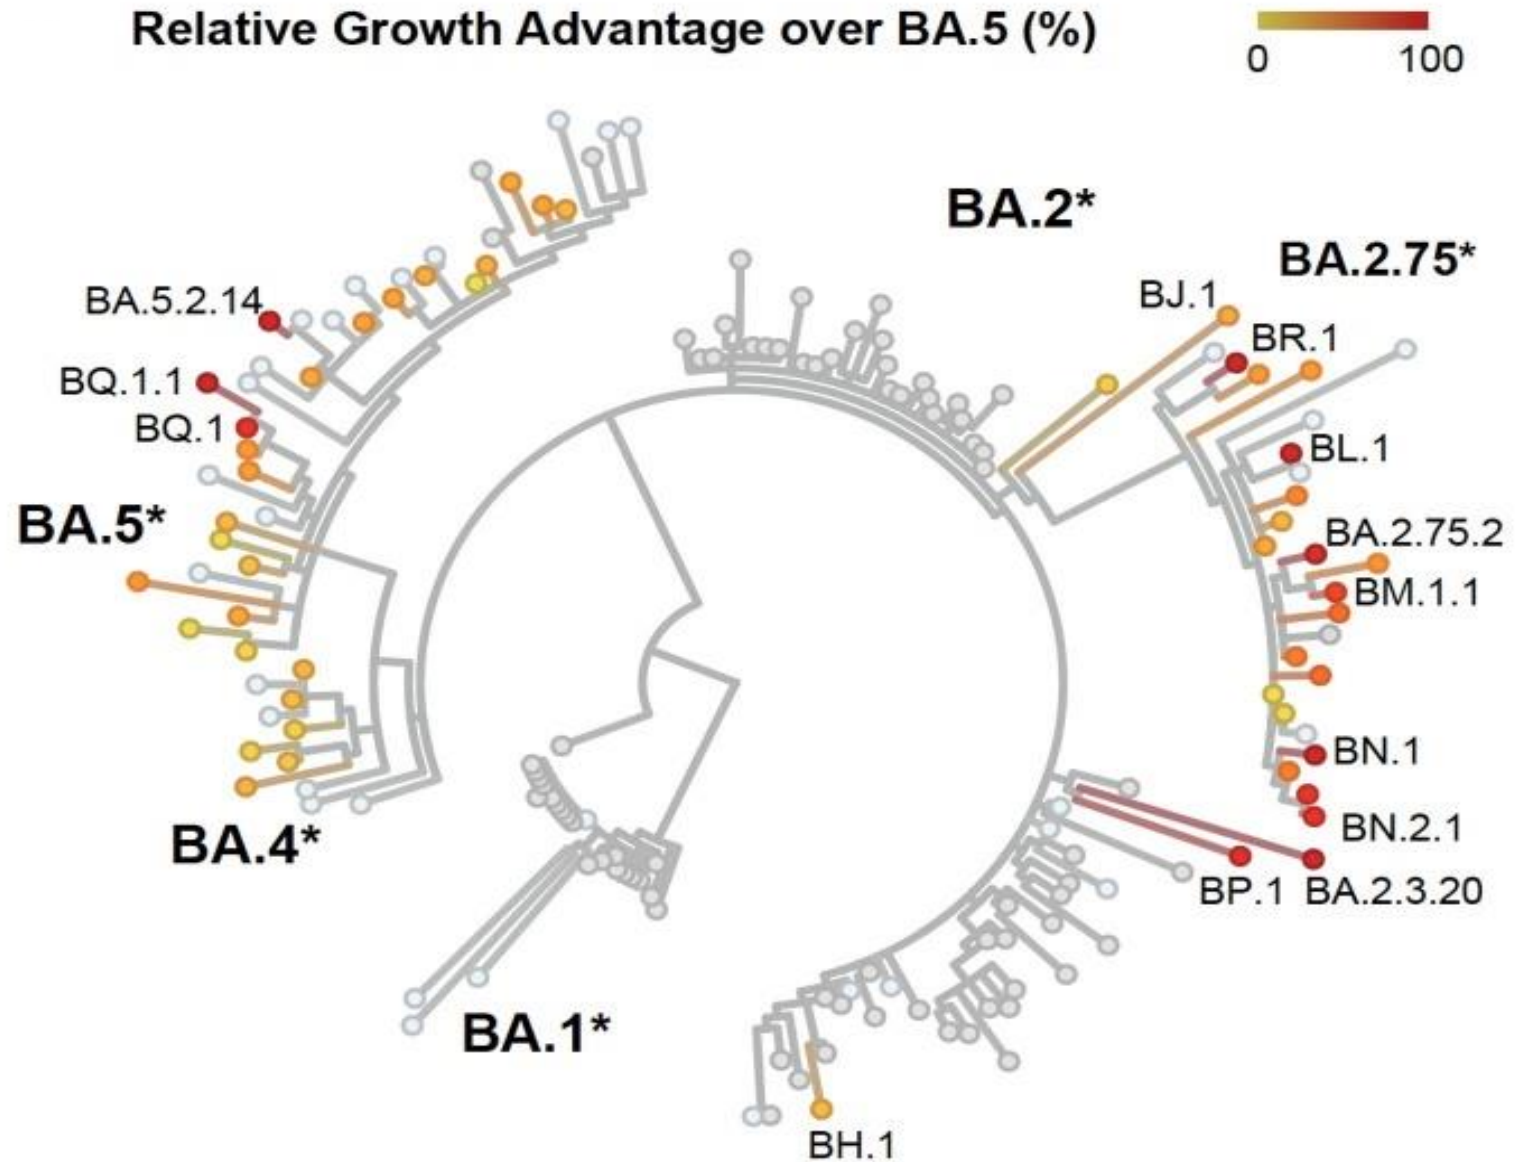 Relative Growth Advantage over BA.5 (%)
0 100
BA.2*
BA.2.75*
BJ.1
BA.5.2.14
BR.1
BQ.1.1
BQ.1
BL.1
BA.5*
BA.2.75.2
BM.1.1
BN.1
BN.2.1
BA.4*
BP.1 BA.2.3.20
BA.1*
BH.1